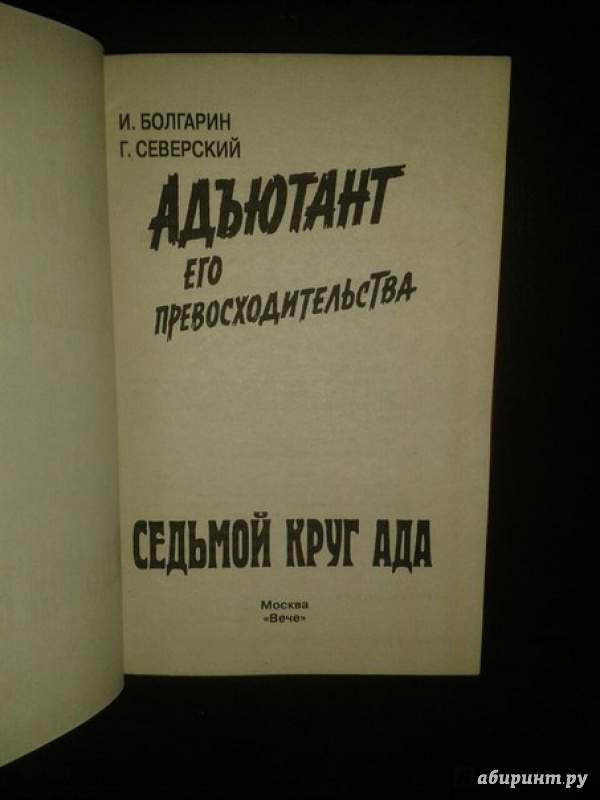 И. БОЛГАРИН
Г. СЕВЕРСКИЙ
АДЪЮТАНТ
ЕГО
ПРЕВОСХОДИТЕЛЬСТВА
СЕДЬМОЙ КРУГ АДА
Москва
«Вече»
абиринт.ру